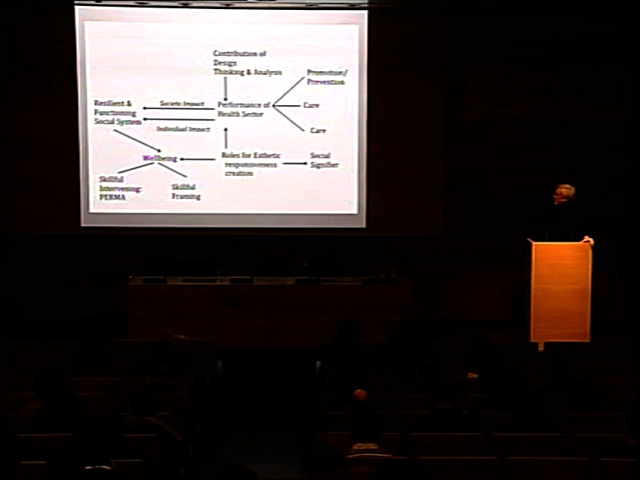 Contribution of
Design
Thinking & Analysis
Promotion/
Prevention
Resilient &
Functioning
Social System
Societo Impact
Individual Impact
Performance of
Health Sector
Care
Care
Wellbeing
Roles for Esthetic
responsiveness
creation
Social
Signifier
Skillful
Intervening:
PERMA
Skillful
Framing